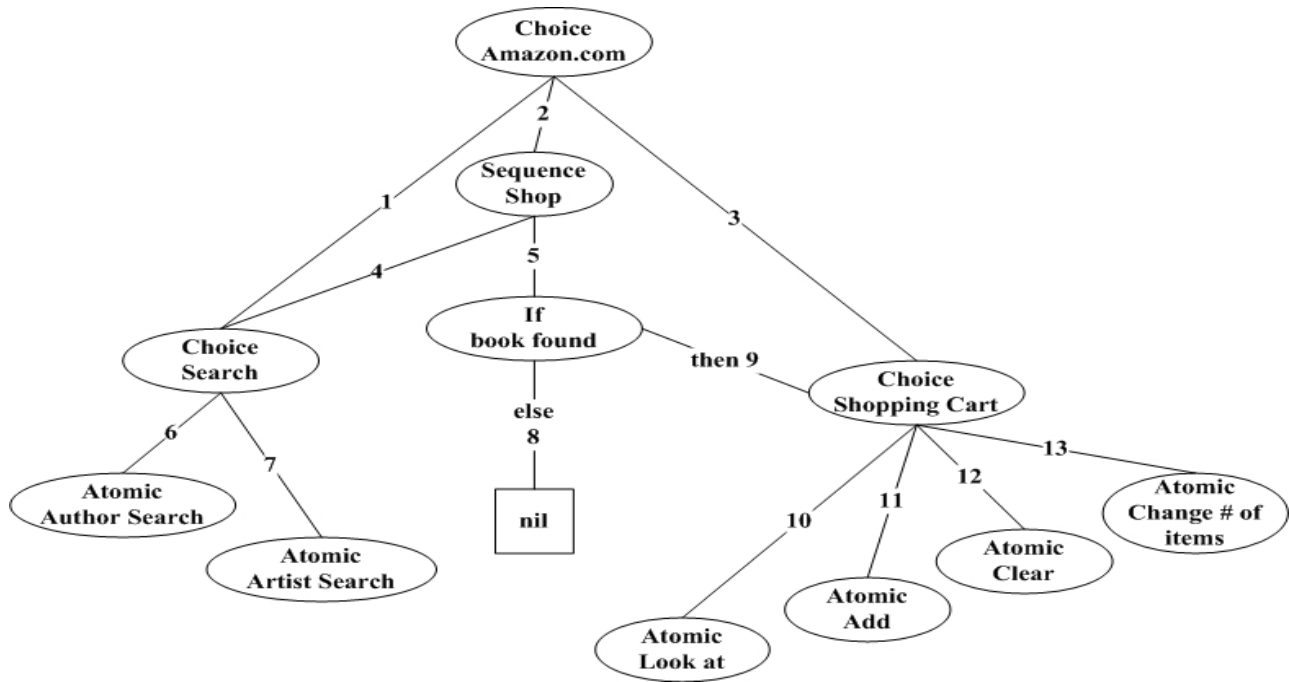 Choice
Amazon.com
2
Sequence
Shop
1
3
5
4
If
book found
Choice
Search
then 9
Choice
Shopping Cart
else
8
6
7
13
12
11
10
Atomic
Author Search
Atomic
Change # of
items
nil
Atomic
Artist Search
Atomic
Clear
Atomic
Add
Atomic
Look at